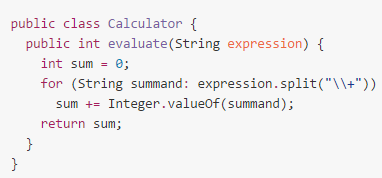 public class Calculator {
  public int evaluate(String expression) {
    int sum = 0;
    for (String summand: expression.split("\\+"))
      sum += Integer.valueOf(summand);
    return sum;
  }
}